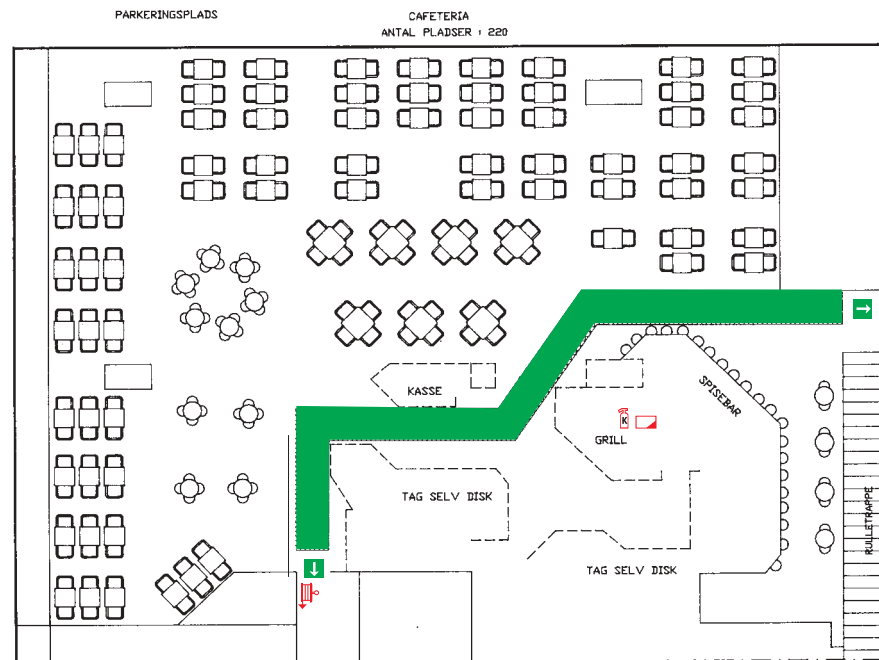 PARKERINGSPLADS
CAFETERIA
ANTAL PLADSER : 220
KASSE
SPISEBAR
K
GRILL
TAG SELV DISK
RULLETRAPPE
TAG SELV DISK